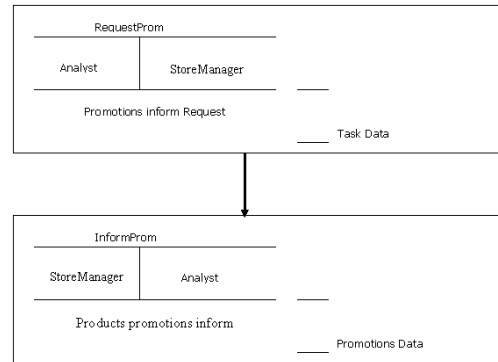 RequestProm
Analyst StoreManager
Promotions inform Request
Task Data
InformProm
StoreManager Analyst
Products promotions inform
Promotions Data